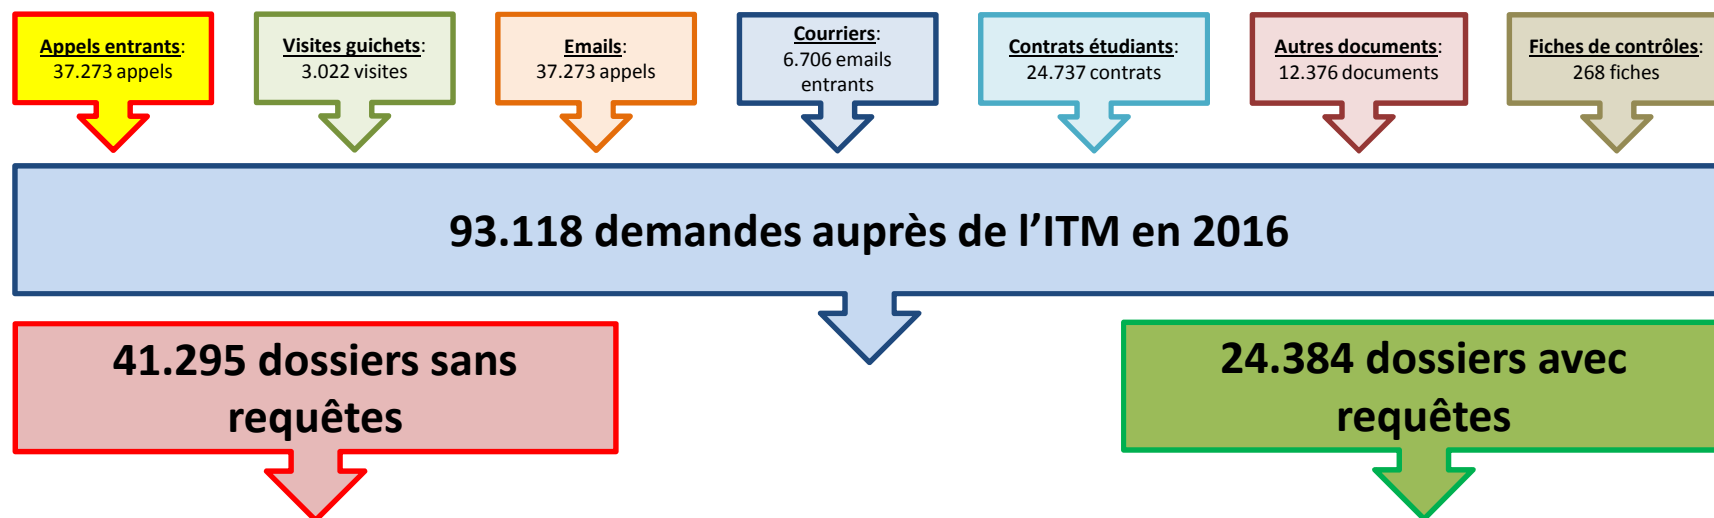 Appels entrants:
37.273 appels
Visites guichets:
3.022 visites
Emails:
37.273 appels
Courriers:
6.706 emails
entrants
Contrats étudiants:
24.737 contrats
Autres documents:
12.376 documents
Fiches de contrôles:
268 fiches
93.118 demandes auprès de l’ITM en 2016
41.295 dossiers sans
requêtes
24.384 dossiers avec
requêtes